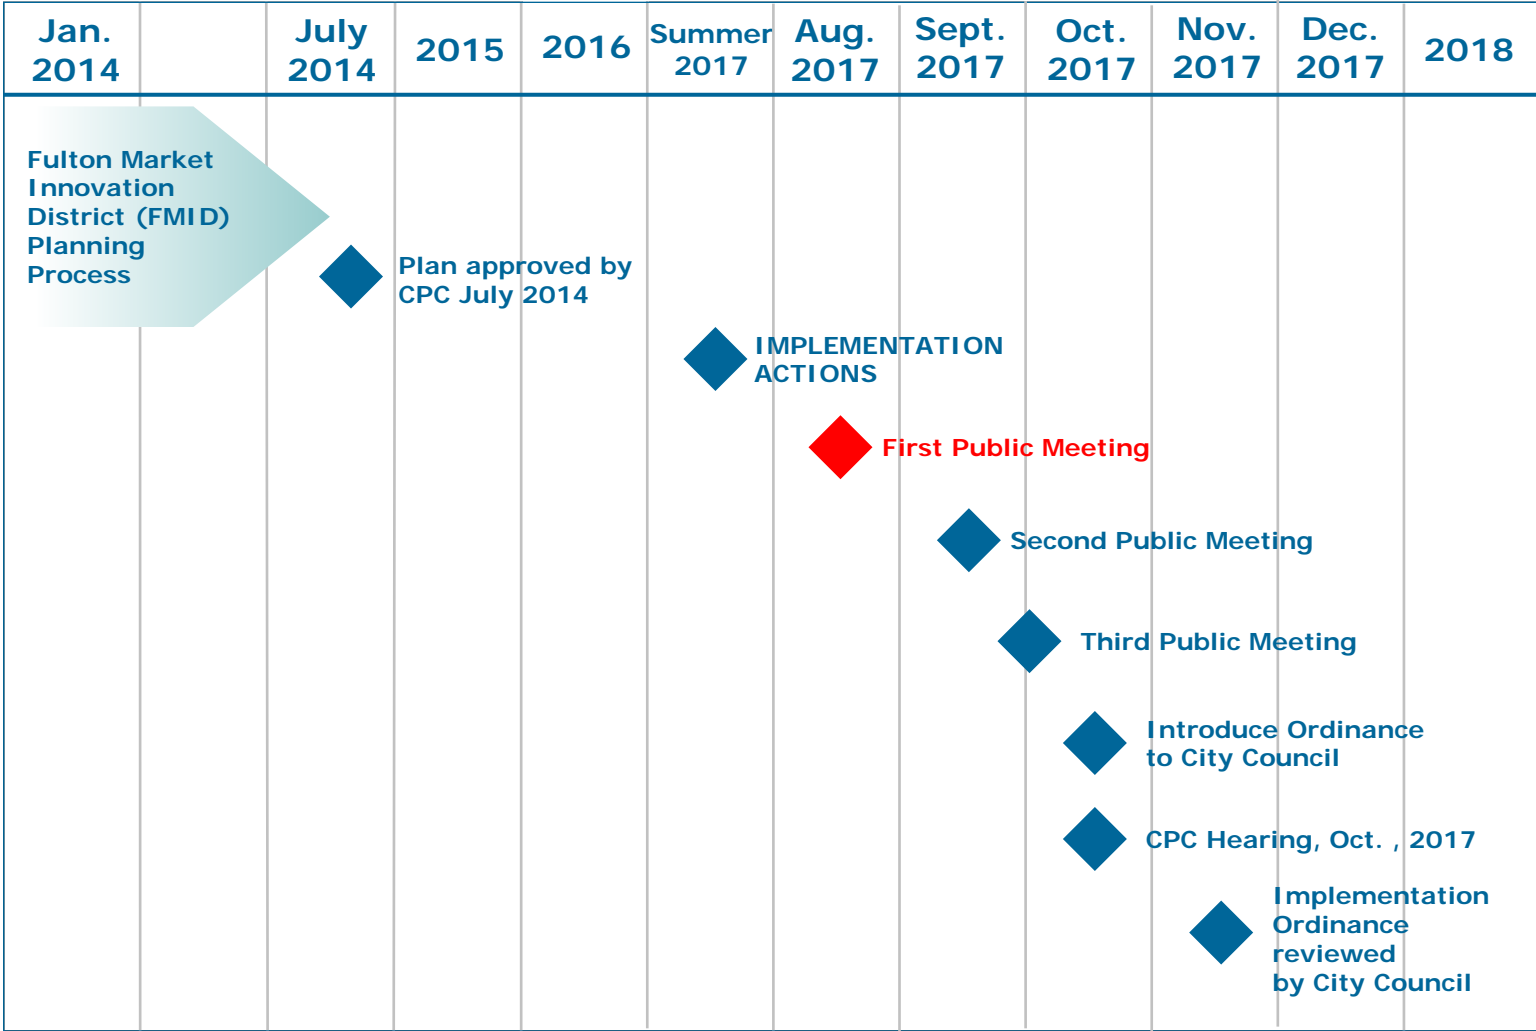 Jan.
2014
July
2014
2015
2016
Summer
2017
Aug.
2017
Sept.
2017
Oct.
2017
Nov.
2017
Dec.
2017
2018
Fulton Market
Innovation
District (FMID)
Planning
Process
Plan approved by
CPC July 2014
IMPLEMENTATION
ACTIONS
First Public Meeting
Second Public Meeting
Third Public Meeting
Introduce Ordinance
to City Council
CPC Hearing, Oct. , 2017
Implementation
Ordinance
reviewed
by City Council